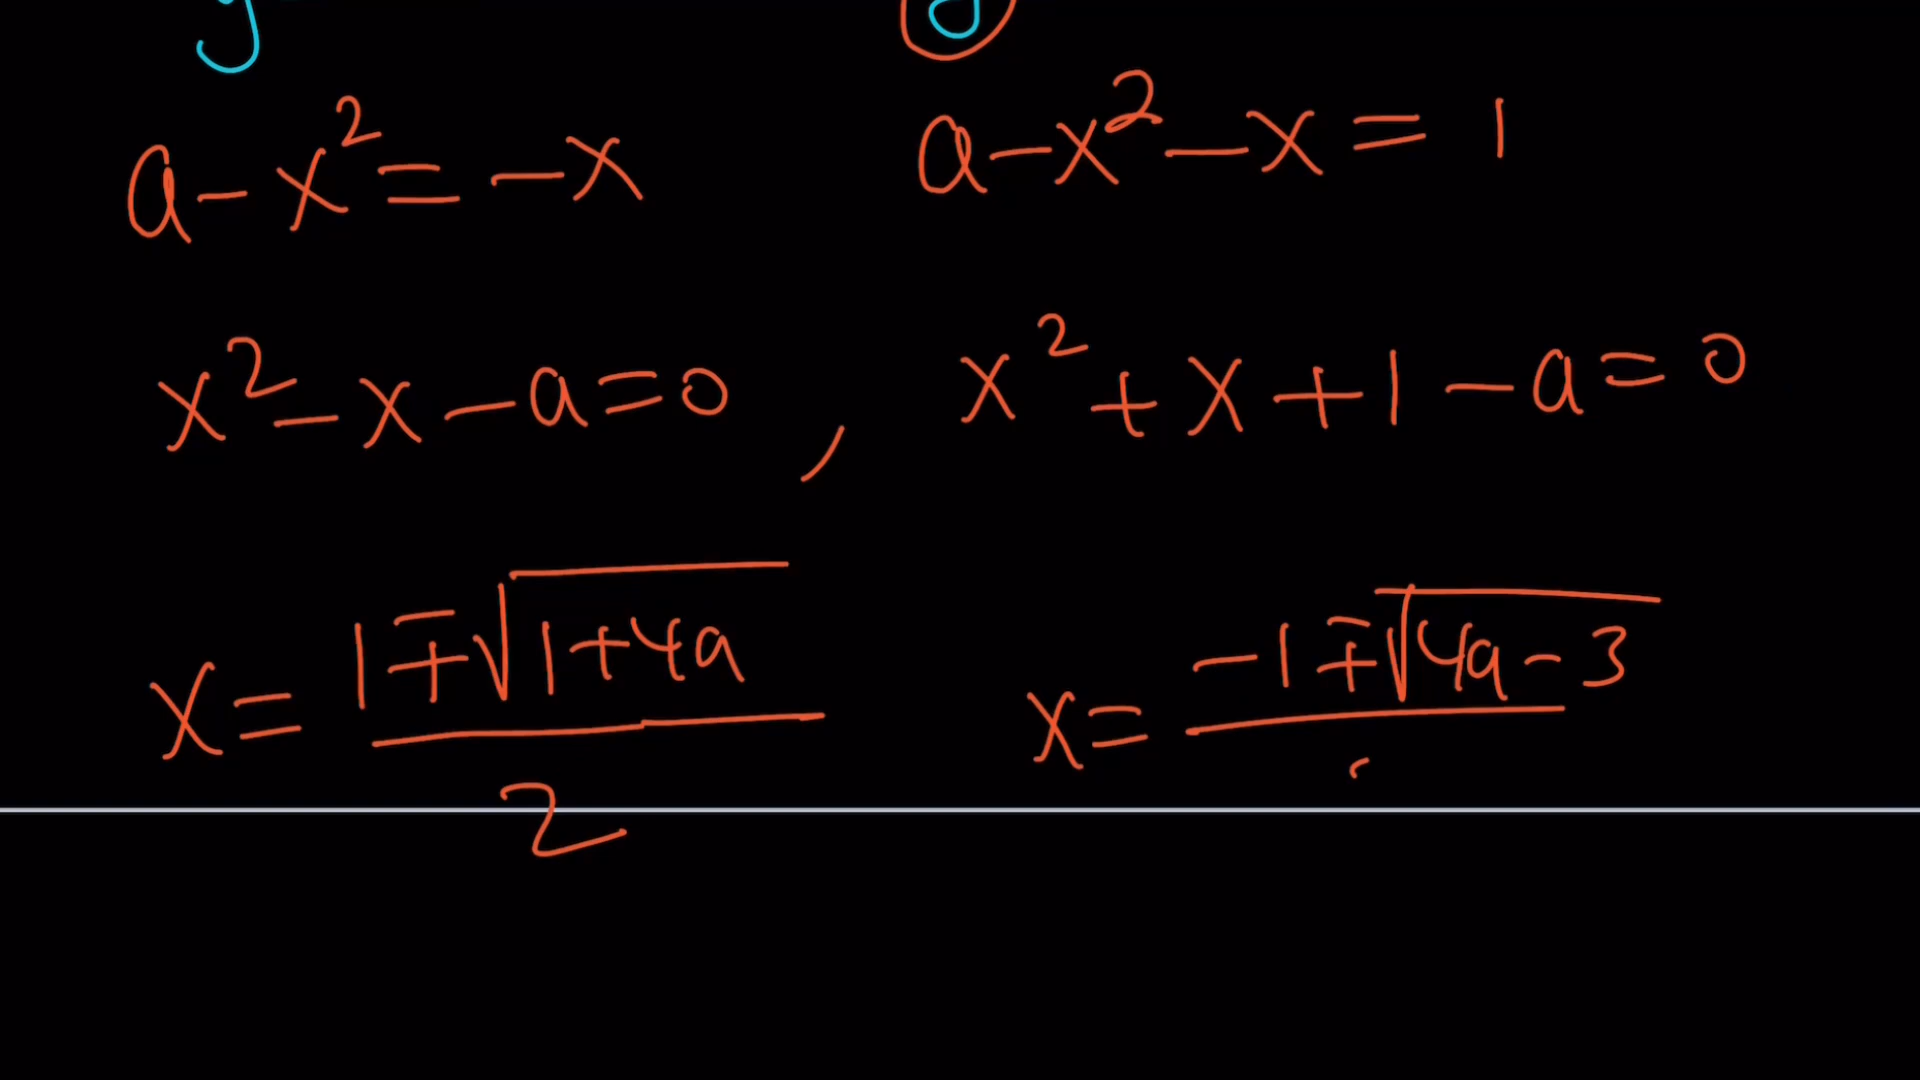 a - x² = -x
a - x² - x = 1
x² - x - a = 0 , x² + x + 1 - a = 0
x = (1 ∓ √(1 + 4a)) / 2
x = (-1 ∓ √(4a - 3)) /